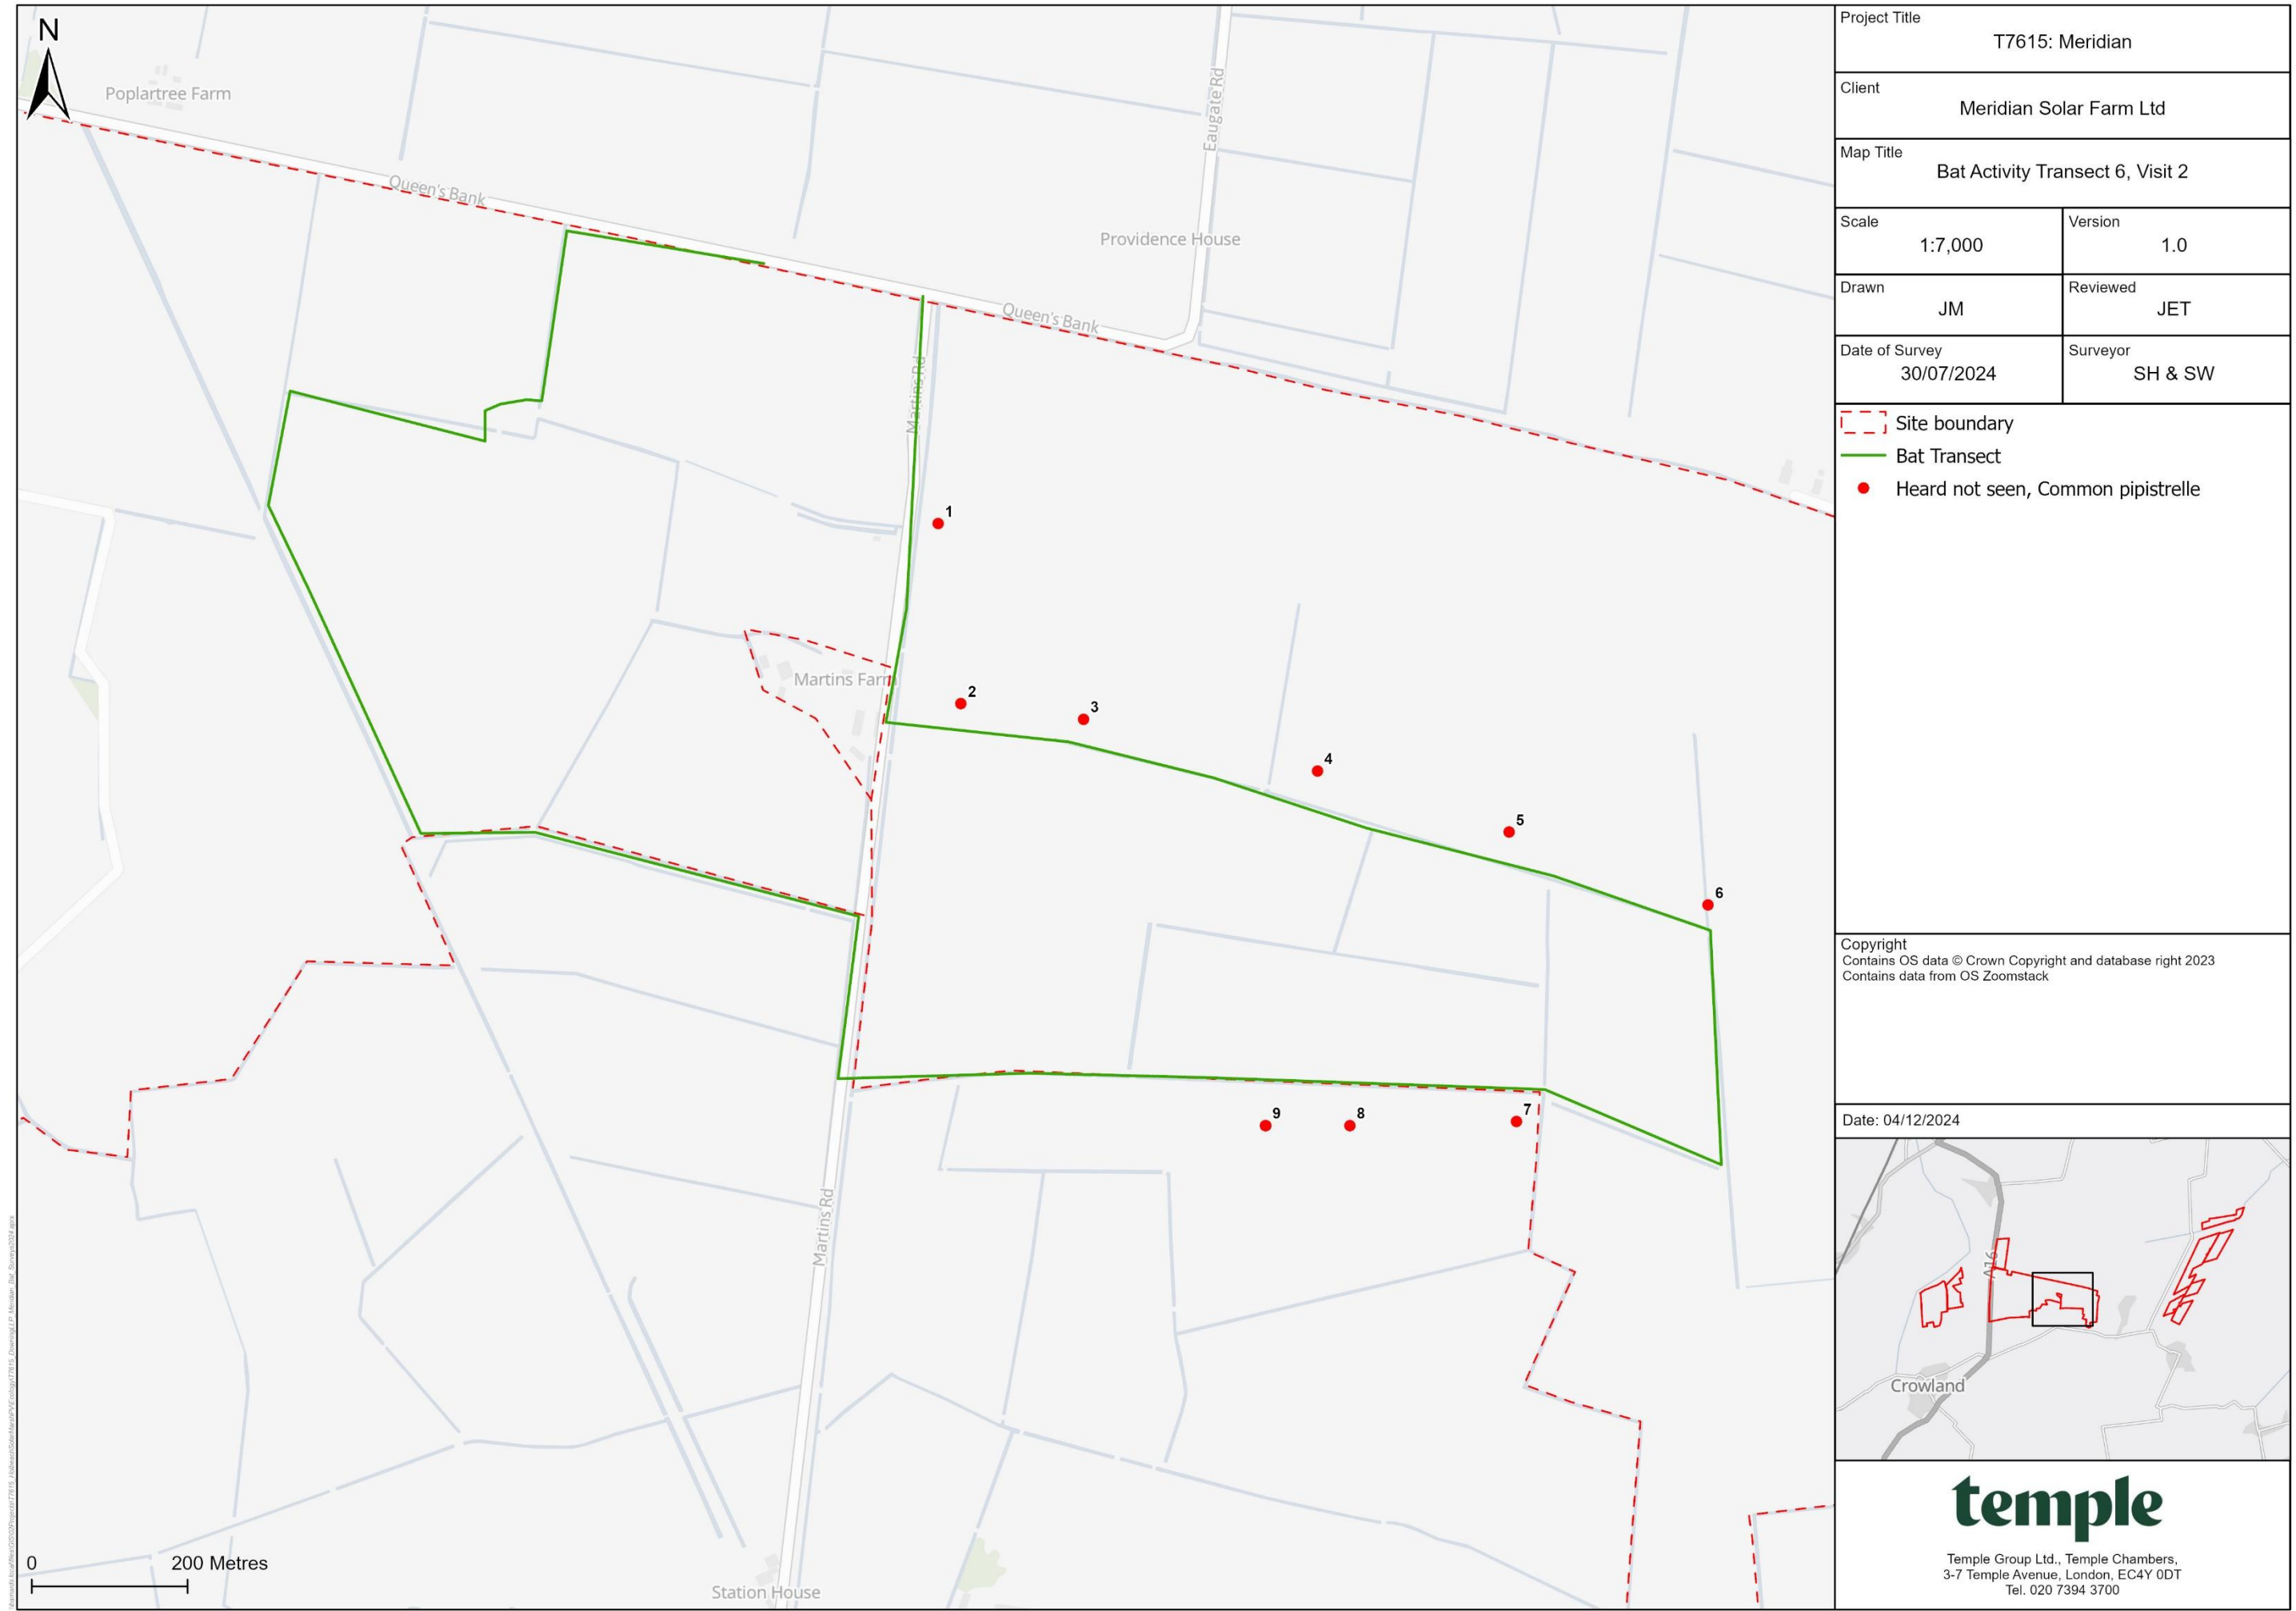 N
Poplartree Farm
Queen's Bank
Eaugate Rd
Providence House
Queen's Bank
Martins Rd
1
Martins Farm
2
3
4
5
6
7
8
9
Martins Rd
Station House
0 200 Metres
Project Title
T7615: Meridian
Client
Meridian Solar Farm Ltd
Map Title
Bat Activity Transect 6, Visit 2
Scale
1:7,000
Version
1.0
Drawn
JM
Reviewed
JET
Date of Survey
30/07/2024
Surveyor
SH & SW
Site boundary
Bat Transect
Heard not seen, Common pipistrelle
Copyright
Contains OS data © Crown Copyright and database right 2023
Contains data from OS Zoomstack
Date: 04/12/2024
A16
Crowland
temple
Temple Group Ltd., Temple Chambers,
3-7 Temple Avenue, London, EC4Y 0DT
Tel. 020 7394 3700